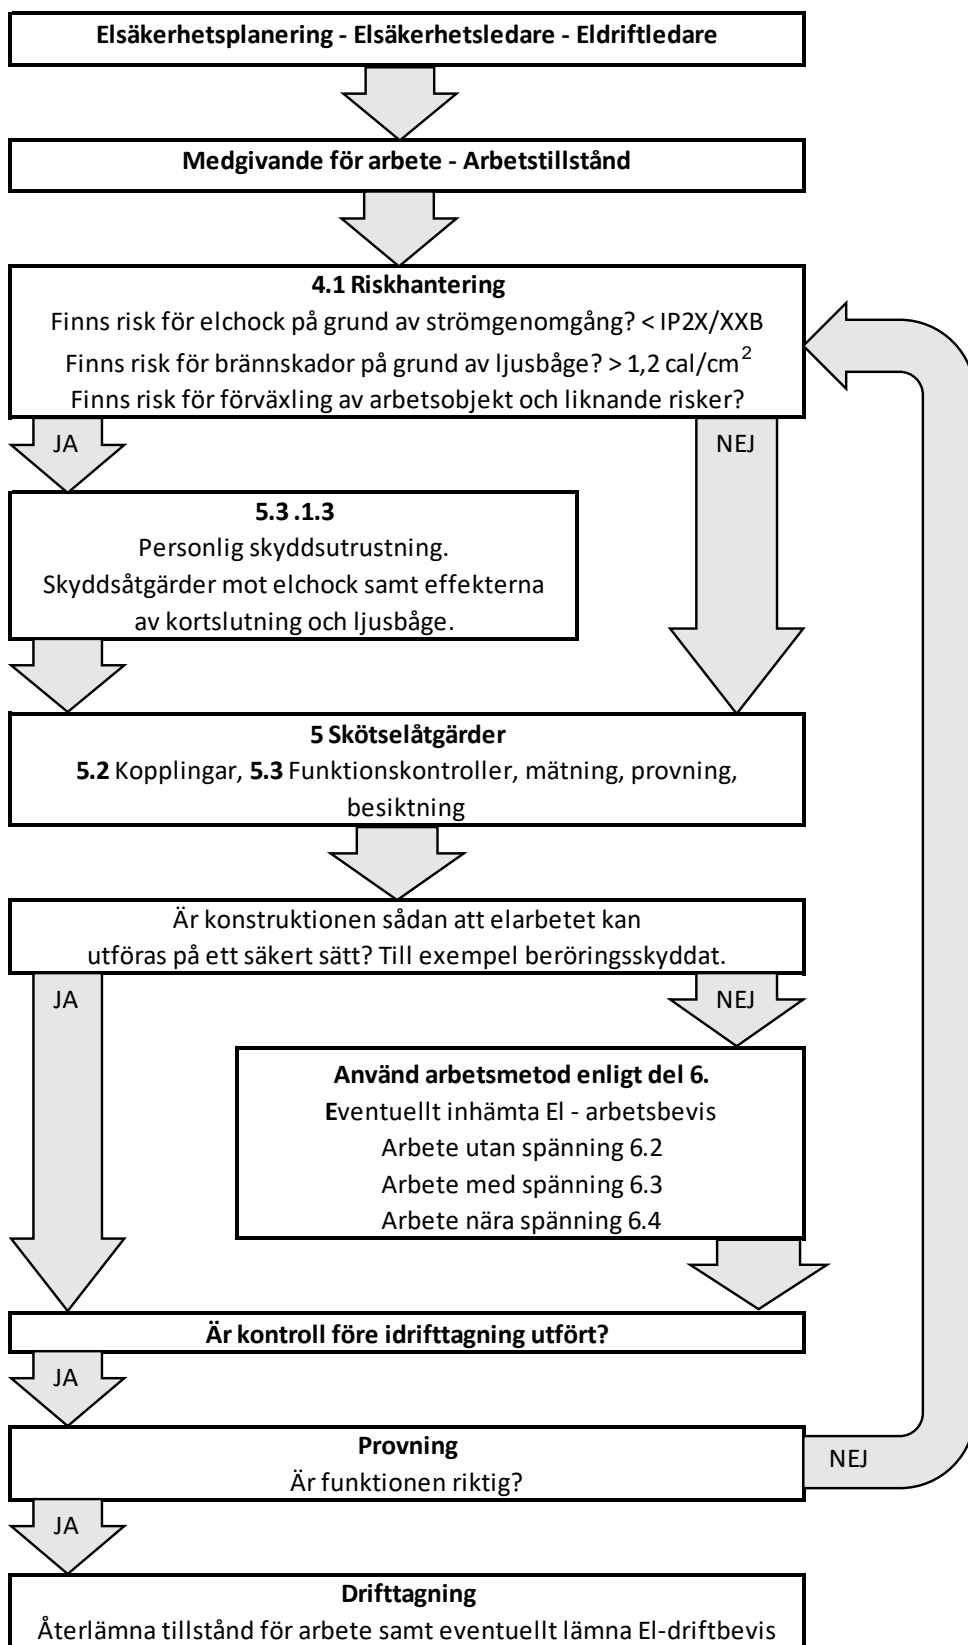 Elsäkerhetsplanering - Elsäkerhetsledare - Eldriftledare
Medgivande för arbete - Arbetstillstånd
4.1 Riskhantering
Finns risk för elchock på grund av strömgenomgång? < IP2X/XXB
Finns risk för brännskador på grund av ljusbåge? > 1,2 cal/cm²
Finns risk för förväxling av arbetsobjekt och liknande risker?
JA
NEJ
5.3 .1.3
Personlig skyddsutrustning.
Skyddsåtgärder mot elchock samt effekterna
av kortslutning och ljusbåge.
5 Skötselåtgärder
5.2 Kopplingar, 5.3 Funktionskontroller, mätning, provning,
besiktning
Är konstruktionen sådan att elarbetet kan
utföras på ett säkert sätt? Till exempel beröringsskyddat.
JA
NEJ
Använd arbetsmetod enligt del 6.
Eventuellt inhämta El - arbetsbevis
Arbete utan spänning 6.2
Arbete med spänning 6.3
Arbete nära spänning 6.4
Är kontroll före idrifttagning utfört?
JA
Provning
Är funktionen riktig?
NEJ
JA
Drifttagning
Återlämna tillstånd för arbete samt eventuellt lämna El-driftbevis